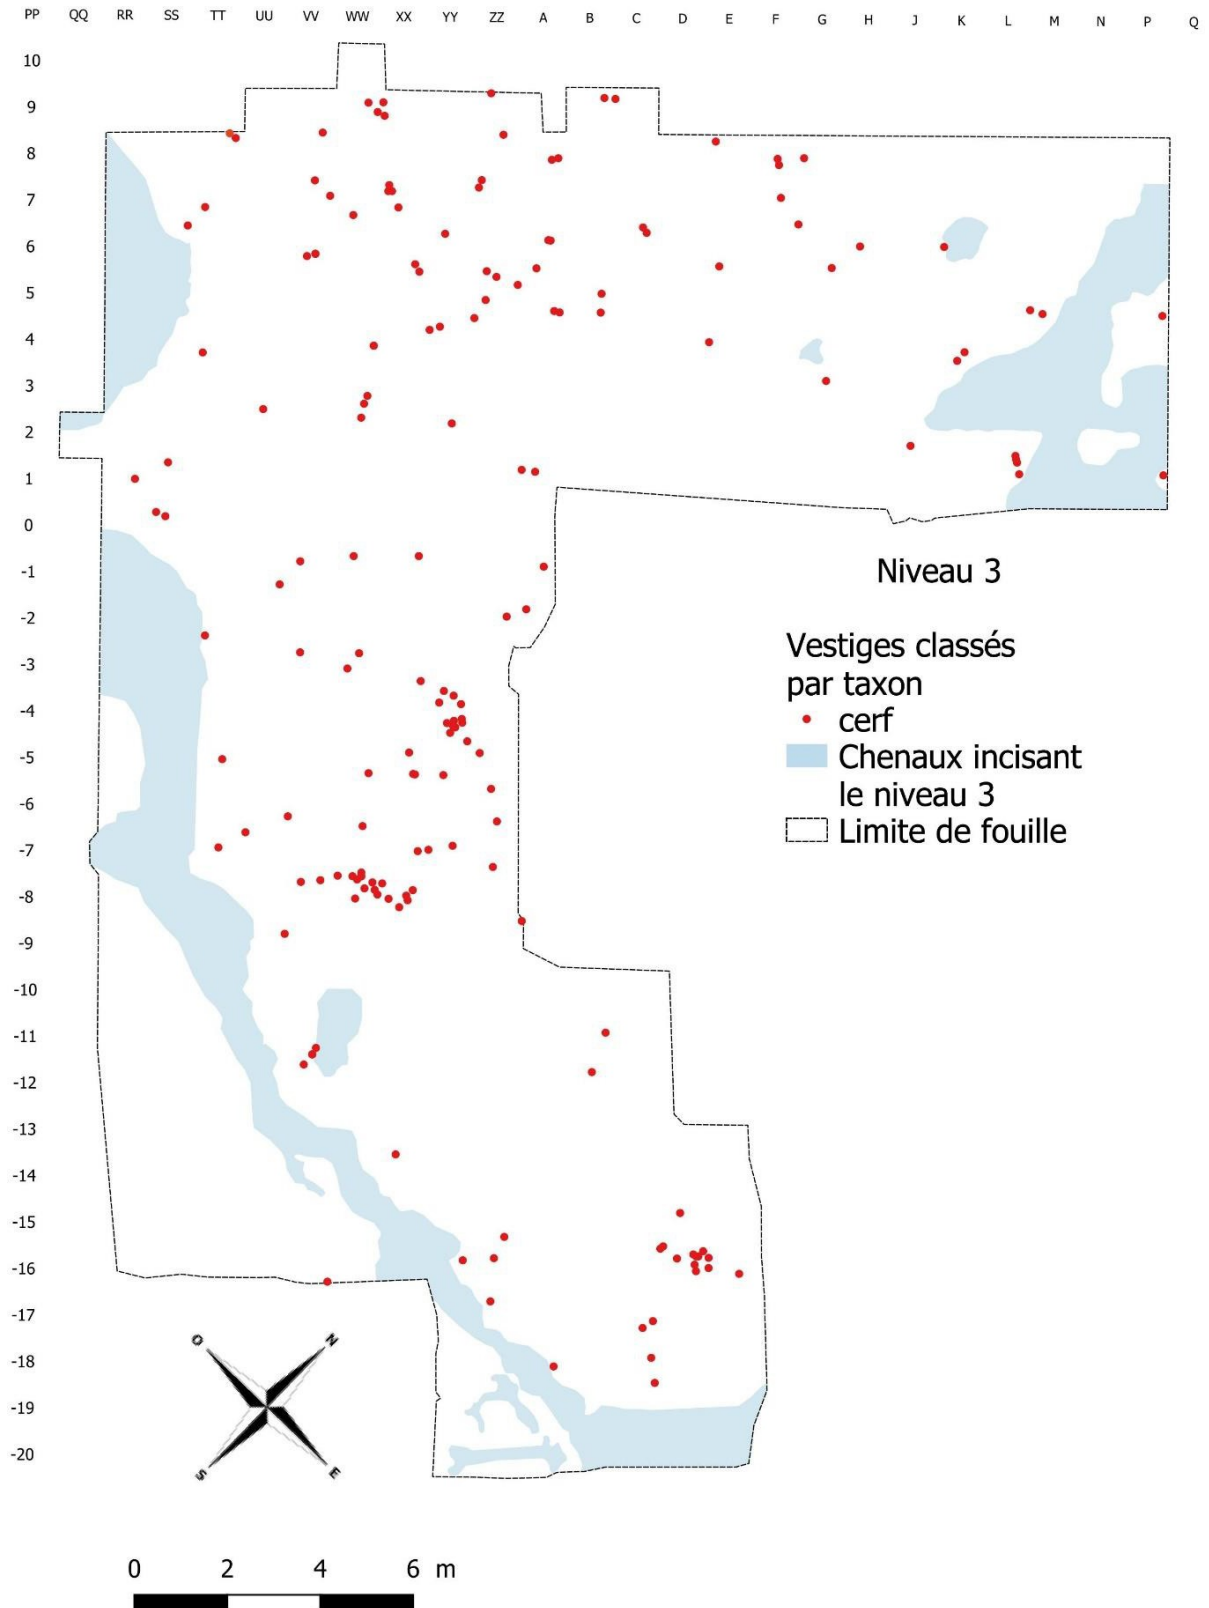 PP QQ RR SS TT UU VV WW XX YY ZZ A B C D E F G H J K L M N P Q
10
9
8
7
6
5
4
3
2
1
0
-1
-2
-3
-4
-5
-6
-7
-8
-9
-10
-11
-12
-13
-14
-15
-16
-17
-18
-19
-20
Niveau 3
Vestiges classés
par taxon
cerf
Chenaux incisant
le niveau 3
Limite de fouille
O N
S E
0 2 4 6 m